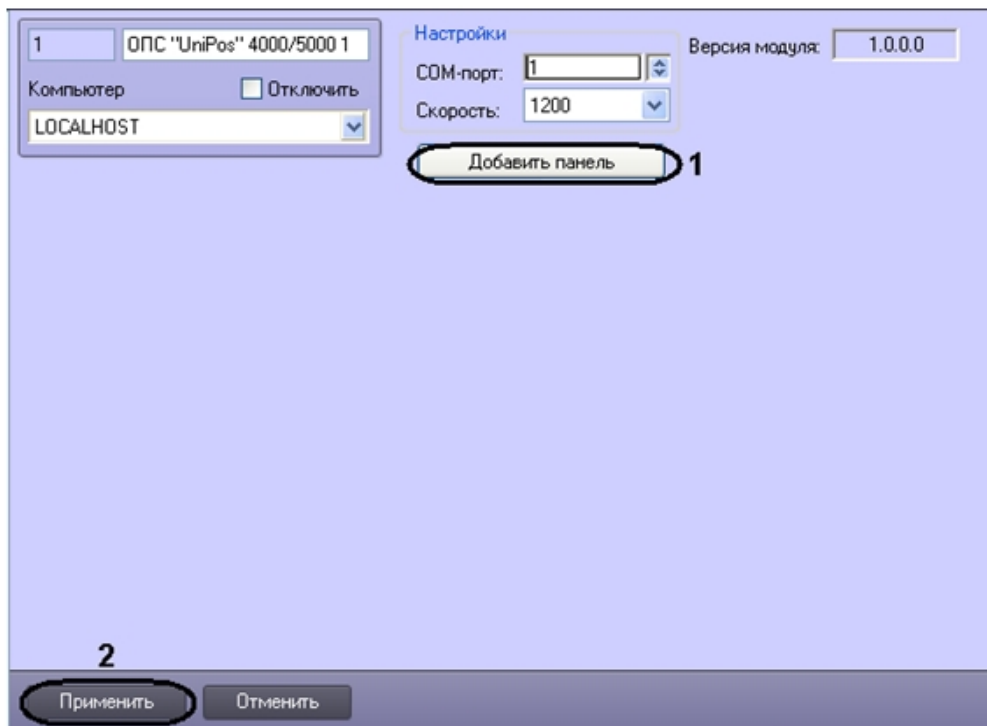 1
ОПС "UniPos" 4000/5000 1
Компьютер
Отключить
LOCALHOST
Настройки
COM-порт:
1
Скорость:
1200
Версия модуля:
1.0.0.0
Добавить панель
1
2
Применить
Отменить